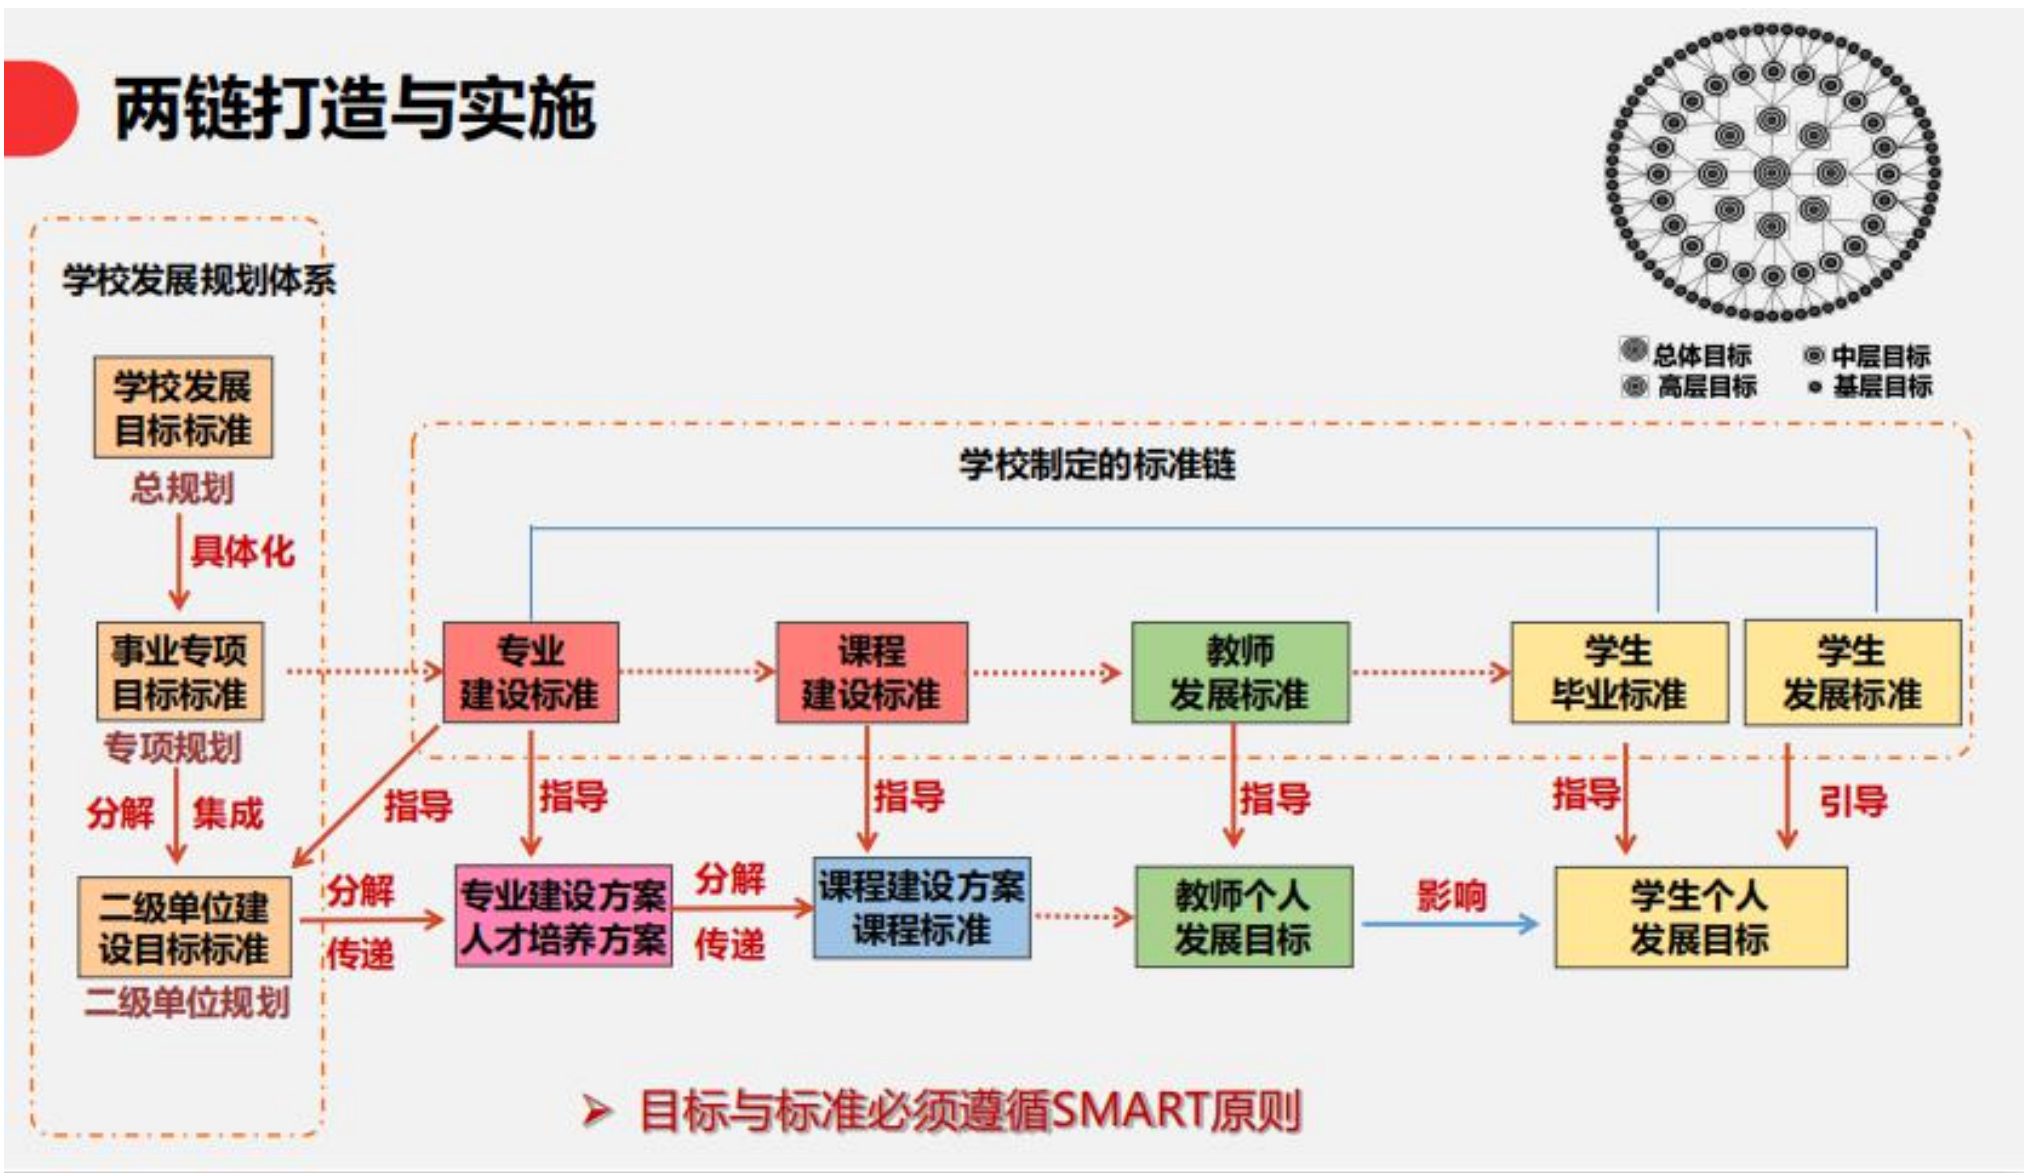 两链打造与实施
总体目标
中层目标
高层目标
基层目标
学校发展规划体系
学校发展
目标标准
总规划
具体化
事业专项
目标标准
专项规划
分解
集成
二级单位建
设目标标准
二级单位规划
学校制定的标准链
专业
建设标准
课程
建设标准
教师
发展标准
学生
毕业标准
学生
发展标准
指导
指导
指导
指导
指导
引导
分解
传递
专业建设方案
人才培养方案
分解
传递
课程建设方案
课程标准
教师个人
发展目标
影响
学生个人
发展目标
➢ 目标与标准必须遵循SMART原则